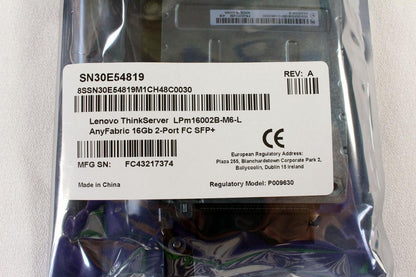 SN30E54819
REV: A
8SSN30E54819M1CH48C0030
Lenovo ThinkServer LPm16002B-M6-L
AnyFabric 16Gb 2-Port FC SFP+
CE
MFG SN: FC43217374
European Regulatory Address:
Plaza 255, Blanchardstown Corporate Park 2,
Ballycoolin, Dublin 15 Ireland
Made in China
Regulatory Model: P009630